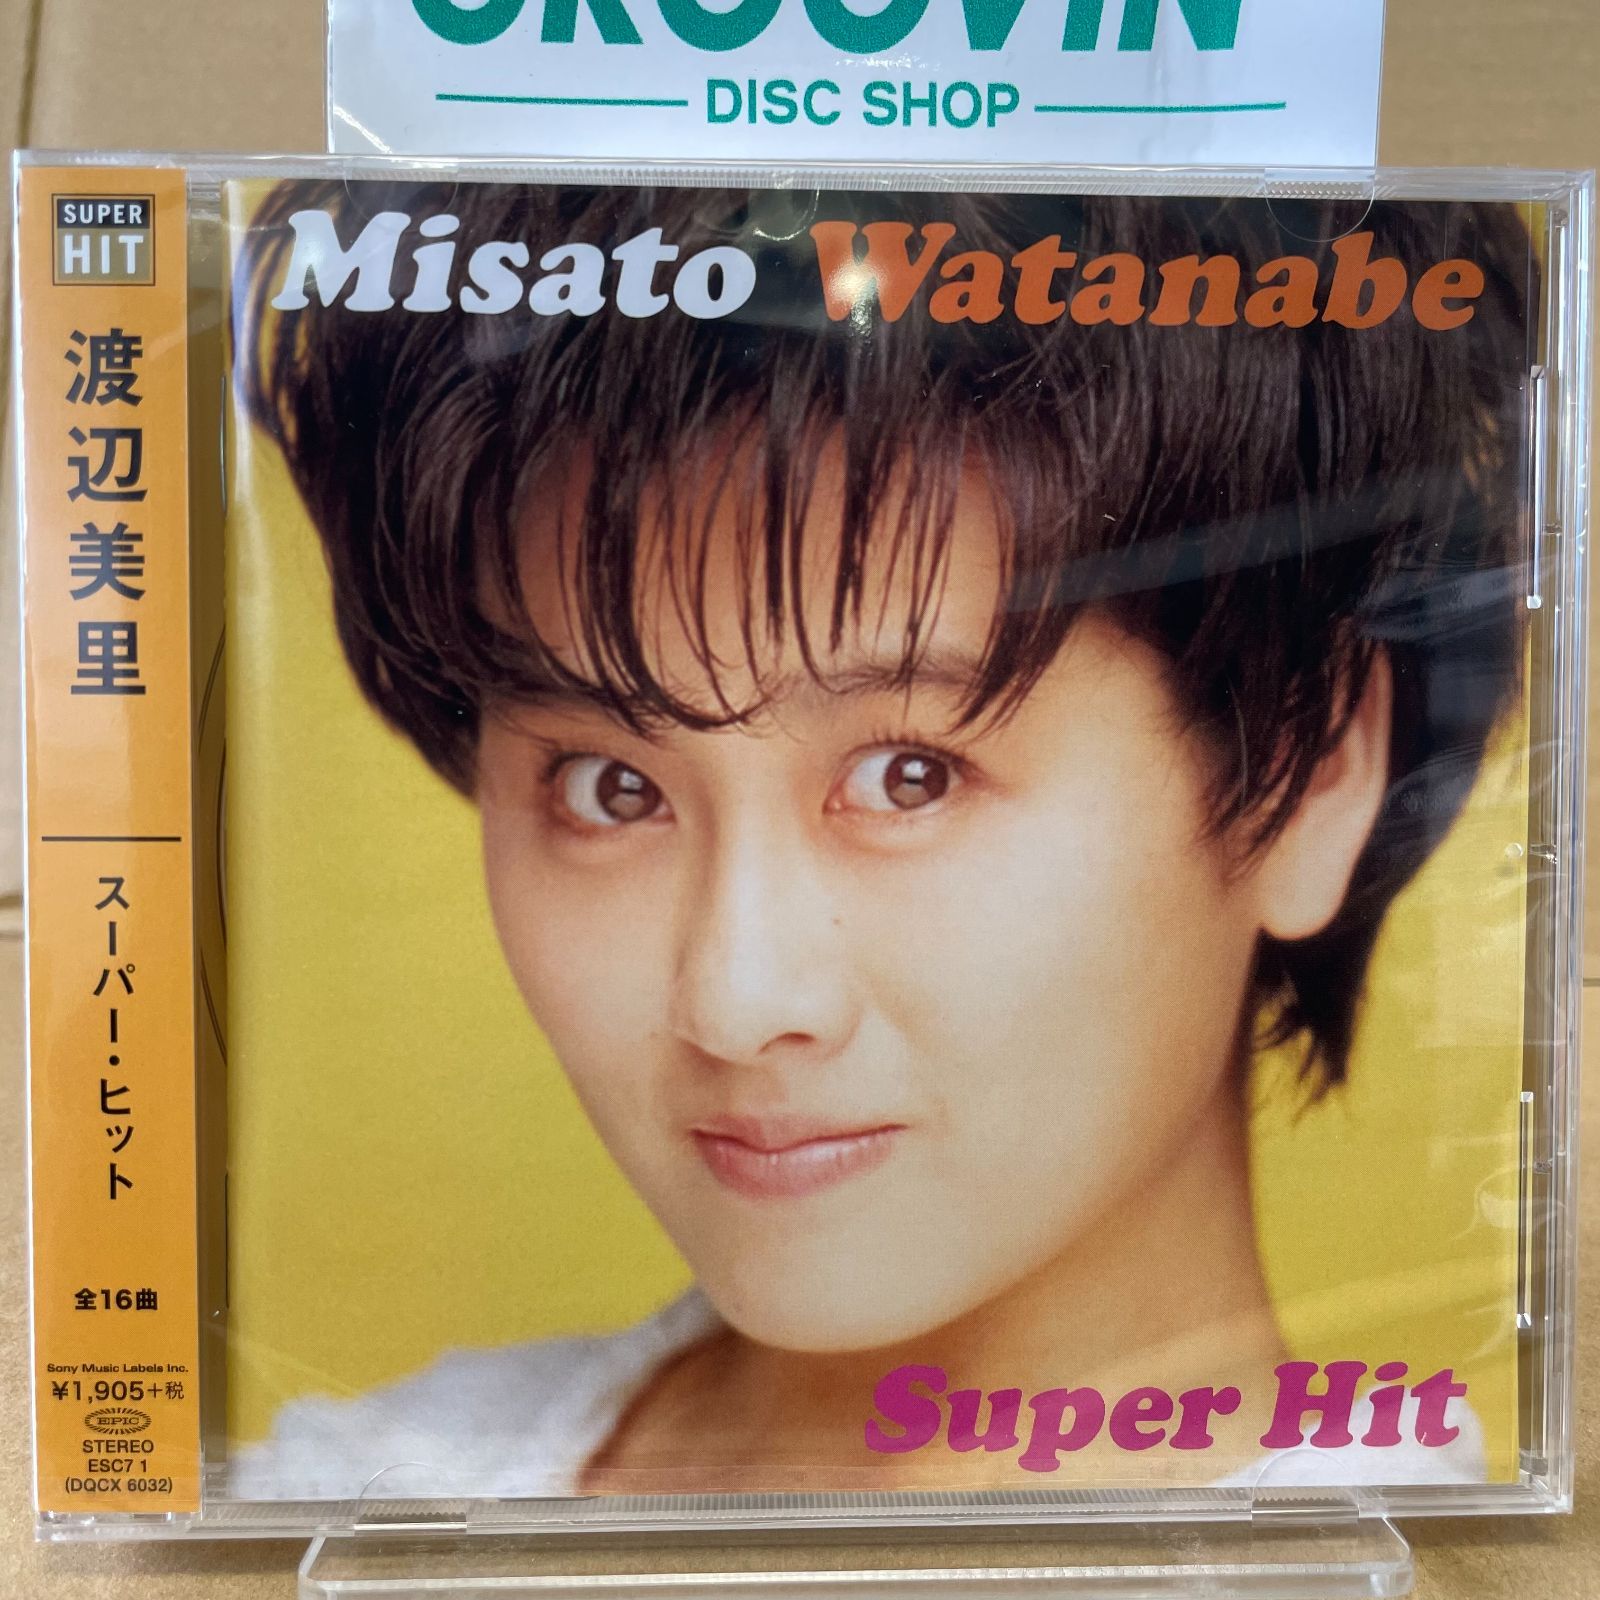 GROOVIN
DISC SHOP
SUPER
HIT
渡辺美里
スーパー・ヒット
全16曲
Sony Music Labels Inc.
¥1,905+税
EPIC
STEREO
ESC7 1
(DQCX 6032)
Misato Watanabe
Super Hit